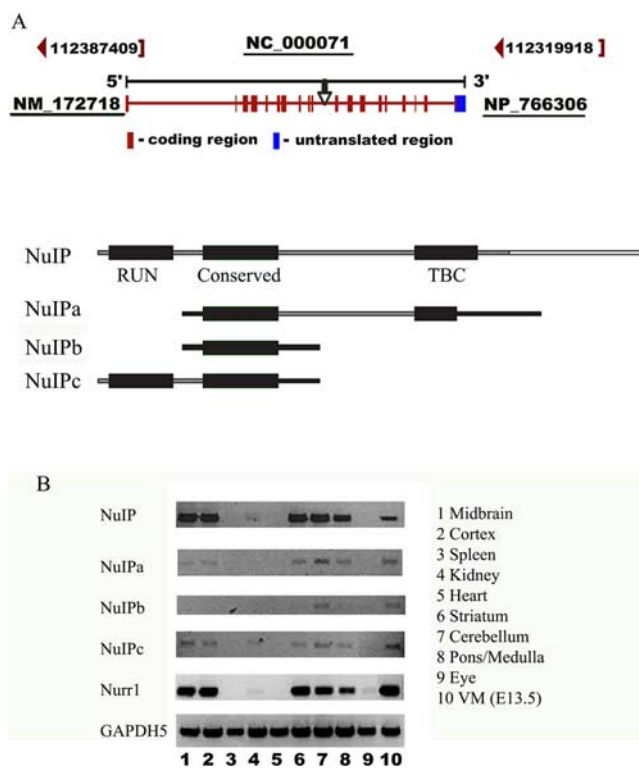 A
112387409
NC_000071
112319918
5'
3'
NM_172718
NP_766306
- coding region
- untranslated region
NuIP
RUN
Conserved
TBC
NuIPa
NuIPb
NuIPc
B
NuIP
NuIPa
NuIPb
NuIPc
Nurr1
GAPDH5
1 2 3 4 5 6 7 8 9 10
1 Midbrain
2 Cortex
3 Spleen
4 Kidney
5 Heart
6 Striatum
7 Cerebellum
8 Pons/Medulla
9 Eye
10 VM (E13.5)